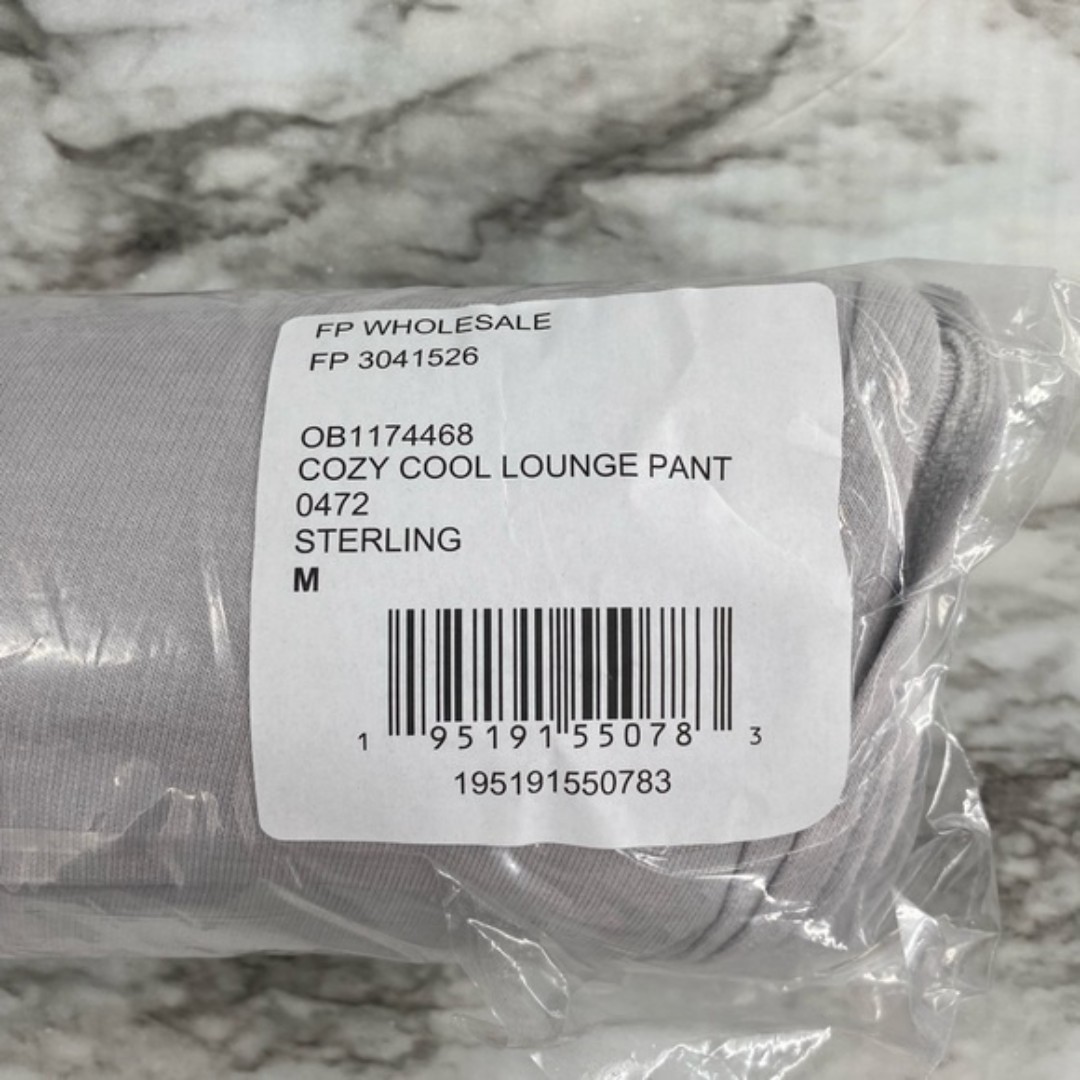 FP WHOLESALE
FP 3041526
OB1174468
COZY COOL LOUNGE PANT
0472
STERLING
M
1 95191 55078 3
195191550783